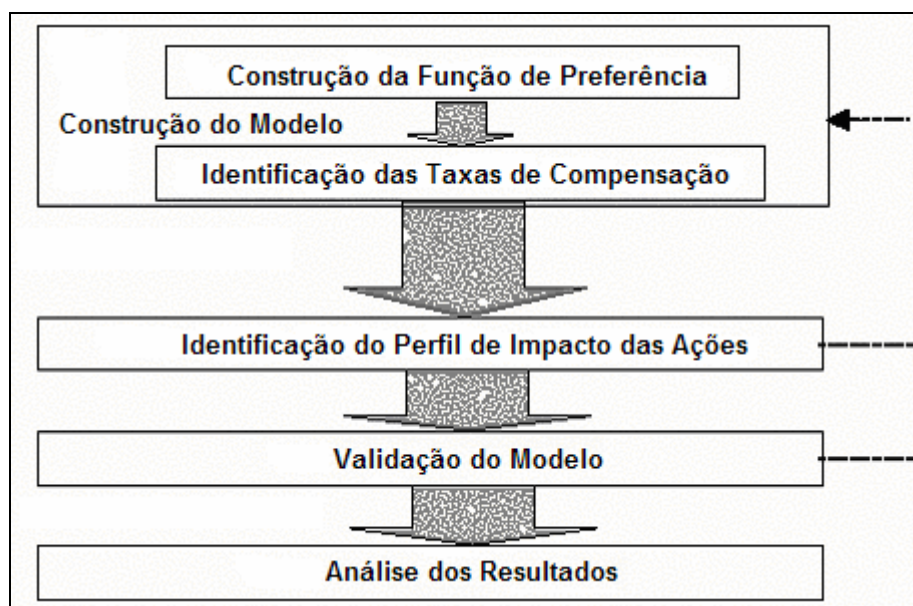 Construção da Função de Preferência
Construção do Modelo
Identificação das Taxas de Compensação
Identificação do Perfil de Impacto das Ações
Validação do Modelo
Análise dos Resultados